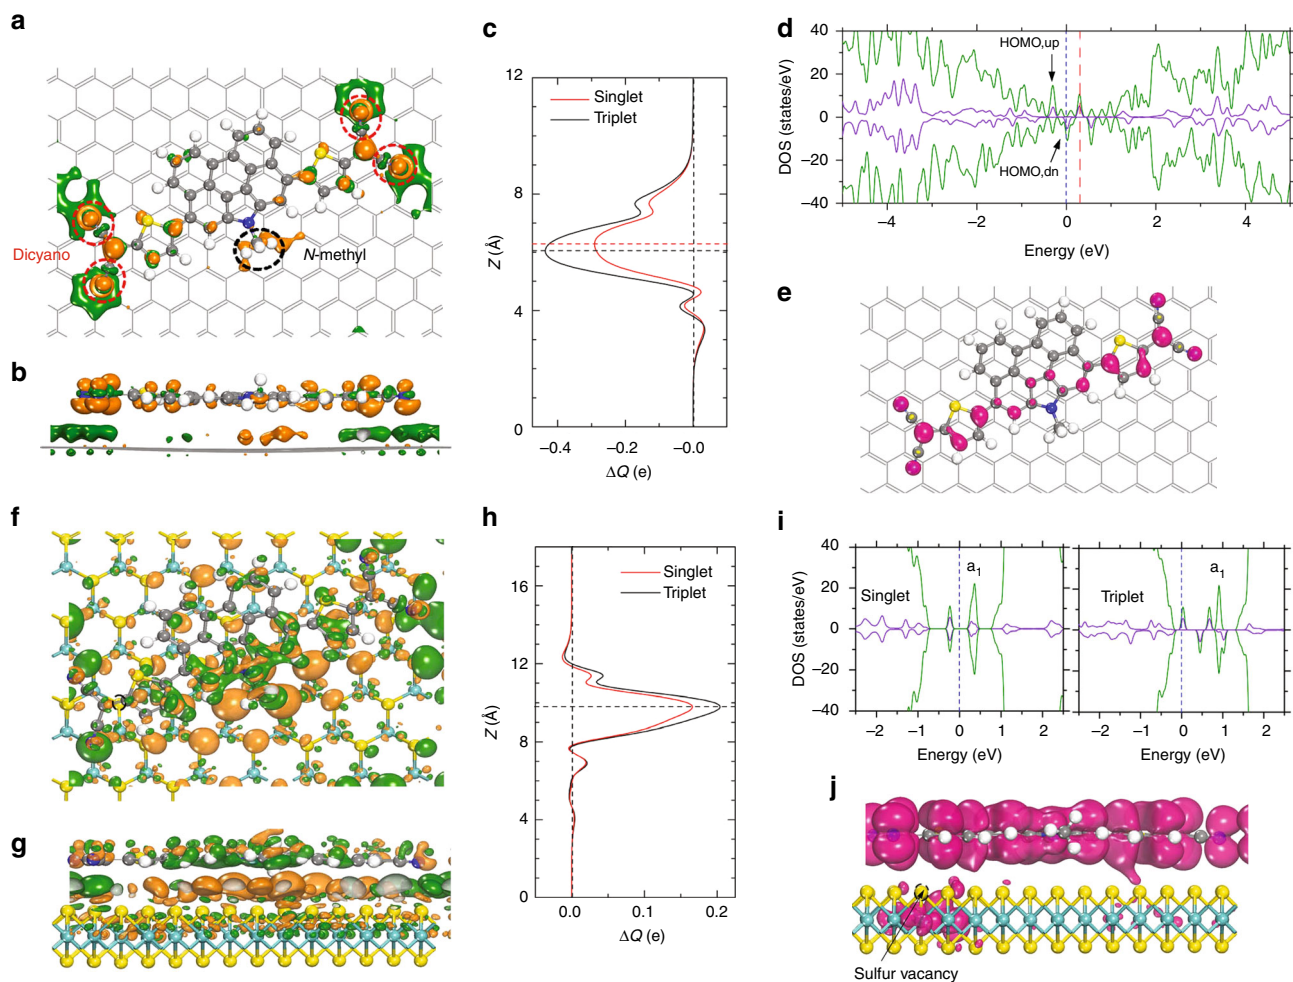 a
Dicyano
N-methyl
b
c
12
8
4
0
Z (Å)
Singlet
Triplet
−0.4
−0.2
−0.0
ΔQ (e)
d
40
20
0
−20
−40
DOS (states/eV)
HOMO,up
HOMO,dn
−4
−2
0
2
4
Energy (eV)
e
f
g
h
16
12
8
4
0
Z (Å)
Singlet
Triplet
0.0
0.1
0.2
ΔQ (e)
i
40
20
0
−20
−40
DOS (states/eV)
Singlet
a1
−2
−1
0
1
2
Energy (eV)
Triplet
a1
−2
−1
0
1
2
Energy (eV)
j
Sulfur vacancy